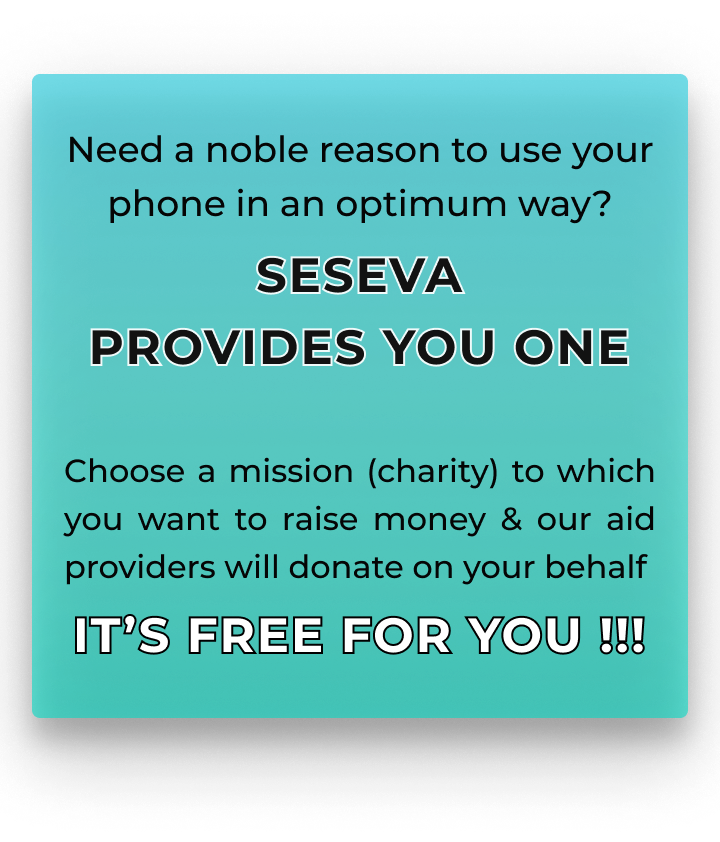 Need a noble reason to use your
phone in an optimum way?
SESEVA
PROVIDES YOU ONE
Choose a mission (charity) to which
you want to raise money & our aid
providers will donate on your behalf
IT’S FREE FOR YOU !!!